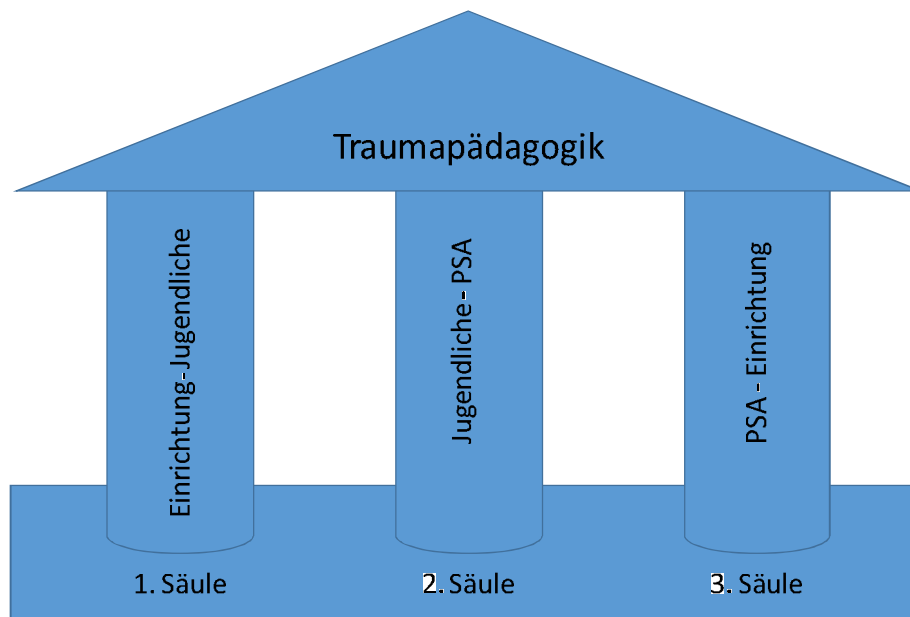 Traumapädagogik
Einrichtung-Jugendliche
Jugendliche - PSA
PSA - Einrichtung
1. Säule
2. Säule
3. Säule